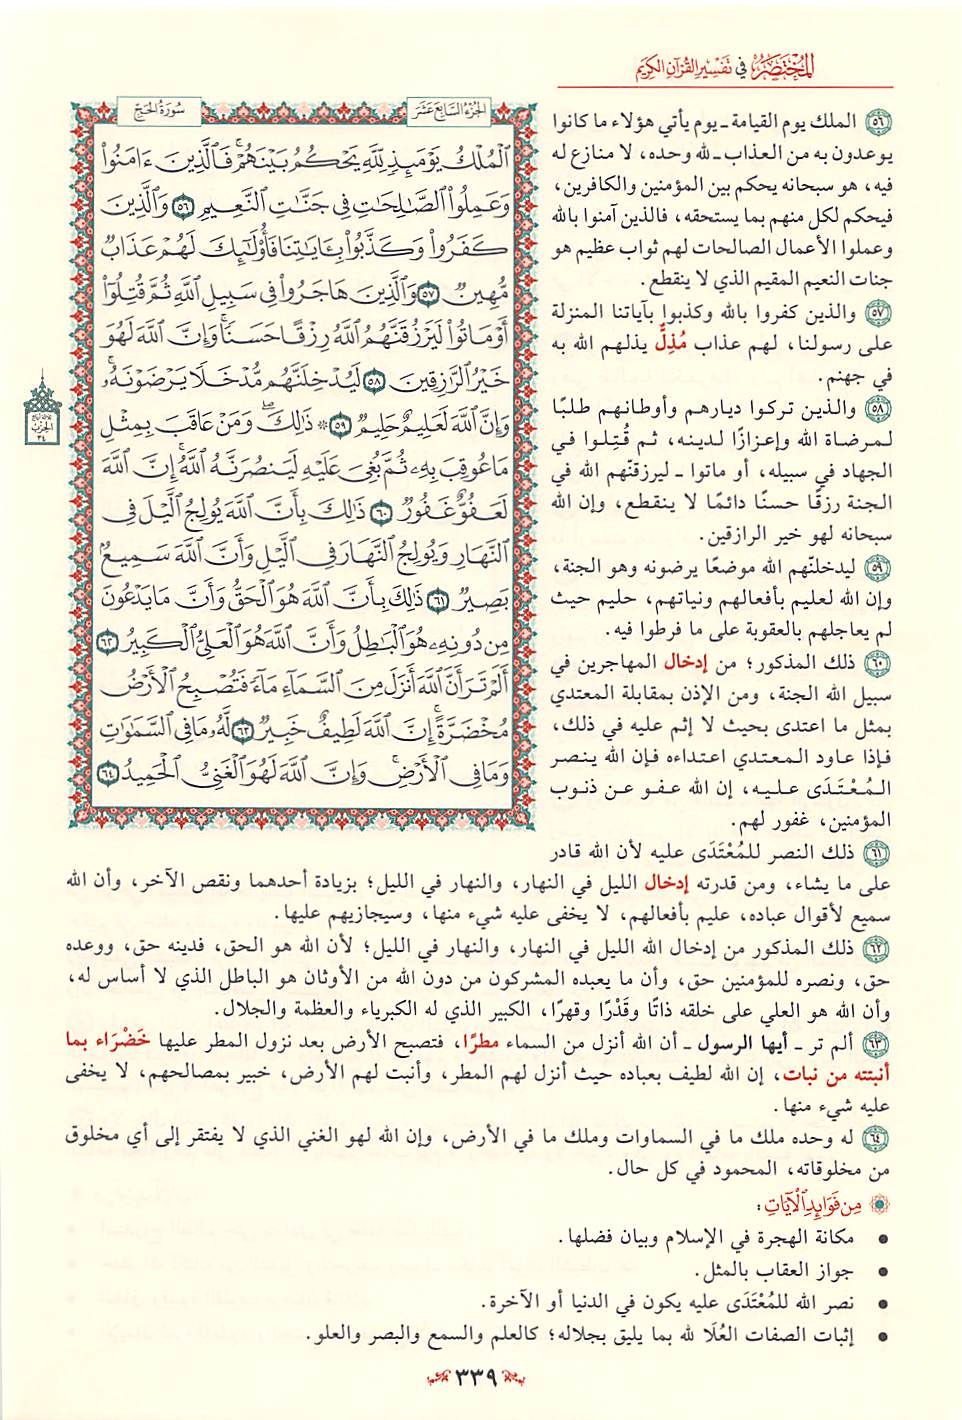 المختصر في تفسير القرآن الكريم
الجزء السابع عشر
سورة الحج
ٱلۡمُلۡكُ يَوۡمَئِذٖ لِّلَّهِ يَحۡكُمُ بَيۡنَهُمۡۚ فَٱلَّذِينَ ءَامَنُواْ
وَعَمِلُواْ ٱلصَّٰلِحَٰتِ فِي جَنَّٰتِ ٱلنَّعِيمِ ٥٦ وَٱلَّذِينَ
كَفَرُواْ وَكَذَّبُواْ بِـَٔايَٰتِنَا فَأُوْلَٰٓئِكَ لَهُمۡ عَذَابٞ
مُّهِينٞ ٥٧ وَٱلَّذِينَ هَاجَرُواْ فِي سَبِيلِ ٱللَّهِ ثُمَّ قُتِلُوٓاْ
أَوۡ مَاتُواْ لَيَرۡزُقَنَّهُمُ ٱللَّهُ رِزۡقًا حَسَنٗاۚ وَإِنَّ ٱللَّهَ لَهُوَ
خَيۡرُ ٱلرَّٰزِقِينَ ٥٨ لَيُدۡخِلَنَّهُم مُّدۡخَلٗا يَرۡضَوۡنَهُۥۚ
وَإِنَّ ٱللَّهَ لَعَلِيمٌ حَلِيمٞ ٥٩ ۞ ذَٰلِكَۖ وَمَنۡ عَاقَبَ بِمِثۡلِ
مَا عُوقِبَ بِهِۦ ثُمَّ بُغِيَ عَلَيۡهِ لَيَنصُرَنَّهُ ٱللَّهُۚ إِنَّ ٱللَّهَ
لَعَفُوٌّ غَفُورٞ ٦٠ ذَٰلِكَ بِأَنَّ ٱللَّهَ يُولِجُ ٱلَّيۡلَ فِي
ٱلنَّهَارِ وَيُولِجُ ٱلنَّهَارَ فِي ٱلَّيۡلِ وَأَنَّ ٱللَّهَ سَمِيعُۢ
بَصِيرٞ ٦١ ذَٰلِكَ بِأَنَّ ٱللَّهَ هُوَ ٱلۡحَقُّ وَأَنَّ مَا يَدۡعُونَ
مِن دُونِهِۦ هُوَ ٱلۡبَٰطِلُ وَأَنَّ ٱللَّهَ هُوَ ٱلۡعَلِيُّ ٱلۡكَبِيرُ ٦٢
أَلَمۡ تَرَ أَنَّ ٱللَّهَ أَنزَلَ مِنَ ٱلسَّمَآءِ مَآءٗ فَتُصۡبِحُ ٱلۡأَرۡضُ
مُخۡضَرَّةًۚ إِنَّ ٱللَّهَ لَطِيفٌ خَبِيرٞ ٦٣ لَّهُۥ مَا فِي ٱلسَّمَٰوَٰتِ
وَمَا فِي ٱلۡأَرۡضِۚ وَإِنَّ ٱللَّهَ لَهُوَ ٱلۡغَنِيُّ ٱلۡحَمِيدُ ٦٤
الحزب
٣٤
٥٦ الملك يوم القيامة ـ يوم يأتي هؤلاء ما كانوا
يوعدون به من العذاب ـ لله وحده، لا منازع له
فيه، هو سبحانه يحكم بين المؤمنين والكافرين،
فيحكم لكل منهم بما يستحقه، فالذين آمنوا بالله
وعملوا الأعمال الصالحات لهم ثواب عظيم هو
جنات النعيم المقيم الذي لا ينقطع.
٥٧ والذين كفروا بالله وكذبوا بآياتنا المنزلة
على رسولنا، لهم عذاب مُذِلٌّ يذلهم الله به
في جهنم.
٥٨ والذين تركوا ديارهم وأوطانهم طلبًا
لمرضاة الله وإعزازًا لدينه، ثم قُتِلوا في
الجهاد في سبيله، أو ماتوا ـ ليرزقنّهم الله في
الجنة رزقًا حسنًا دائمًا لا ينقطع، وإن الله
سبحانه لهو خير الرازقين.
٥٩ ليدخلنّهم الله موضعًا يرضونه وهو الجنة،
وإن الله لعليم بأفعالهم ونياتهم، حليم حيث
لم يعاجلهم بالعقوبة على ما فرطوا فيه.
٦٠ ذلك المذكور؛ من إدخال المهاجرين في
سبيل الله الجنة، ومن الإذن بمقابلة المعتدي
بمثل ما اعتدى بحيث لا إثم عليه في ذلك،
فإذا عاود المعتدي اعتداءه فإن الله ينصر
المُعْتَدَى عليه، إن الله عفو عن ذنوب
المؤمنين، غفور لهم.
٦١ ذلك النصر للمُعْتَدَى عليه لأن الله قادر
على ما يشاء، ومن قدرته إدخال الليل في النهار، والنهار في الليل؛ بزيادة أحدهما ونقص الآخر، وأن الله
سميع لأقوال عباده، عليم بأفعالهم، لا يخفى عليه شيء منها، وسيجازيهم عليها.
٦٢ ذلك المذكور من إدخال الله الليل في النهار، والنهار في الليل؛ لأن الله هو الحق، فدينه حق، ووعده
حق، ونصره للمؤمنين حق، وأن ما يعبده المشركون من دون الله من الأوثان هو الباطل الذي لا أساس له،
وأن الله هو العلي على خلقه ذاتًا وقَدْرًا وقهرًا، الكبير الذي له الكبرياء والعظمة والجلال.
٦٣ ألم تر ـ أيها الرسول ـ أن الله أنزل من السماء مطرًا، فتصبح الأرض بعد نزول المطر عليها خَضْرَاء بما
أنبتته من نبات، إن الله لطيف بعباده حيث أنزل لهم المطر، وأنبت لهم الأرض، خبير بمصالحهم، لا يخفى
عليه شيء منها.
٦٤ له وحده ملك ما في السماوات وملك ما في الأرض، وإن الله لهو الغني الذي لا يفتقر إلى أي مخلوق
من مخلوقاته، المحمود في كل حال.
مِن فَوَائِدِ ٱلۡآيَاتِ:
• مكانة الهجرة في الإسلام وبيان فضلها.
• جواز العقاب بالمثل.
• نصر الله للمُعْتَدَى عليه يكون في الدنيا أو الآخرة.
• إثبات الصفات العُلَا لله بما يليق بجلاله؛ كالعلم والسمع والبصر والعلو.
٣٣٩